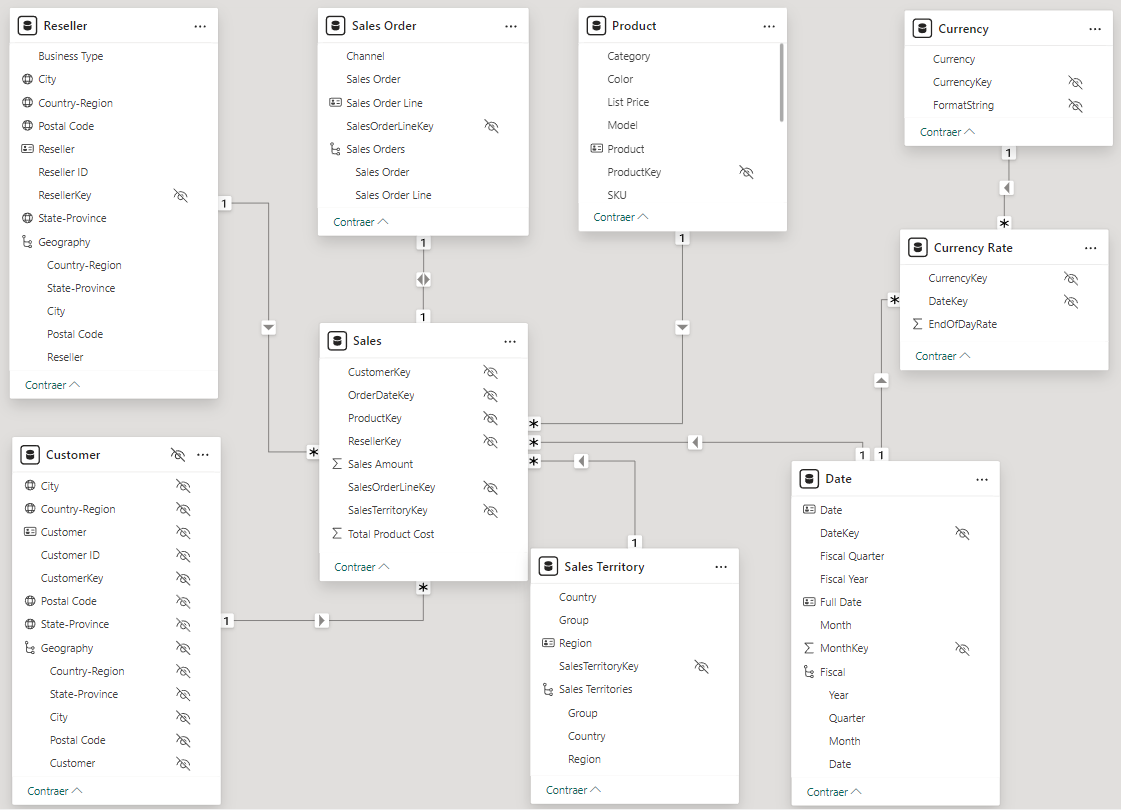 Reseller
Business Type
City
Country-Region
Postal Code
Reseller
Reseller ID
ResellerKey
State-Province
Geography
Country-Region
State-Province
City
Postal Code
Reseller
Contraer
Sales Order
Channel
Sales Order
Sales Order Line
SalesOrderLineKey
Sales Orders
Sales Order
Sales Order Line
Contraer
Product
Category
Color
List Price
Model
Product
ProductKey
SKU
Contraer
Currency
Currency
CurrencyKey
FormatString
Contraer
1
1
1
1
*
1
Currency Rate
CurrencyKey
DateKey
EndOfDayRate
Contraer
*
Sales
CustomerKey
OrderDateKey
ProductKey
ResellerKey
Sales Amount
SalesOrderLineKey
SalesTerritoryKey
Total Product Cost
Contraer
*
*
*
*
*
1
1
1
1
Customer
City
Country-Region
Customer
Customer ID
CustomerKey
Postal Code
State-Province
Geography
Country-Region
State-Province
City
Postal Code
Customer
Contraer
Sales Territory
Country
Group
Region
SalesTerritoryKey
Sales Territories
Group
Country
Region
Contraer
Date
Date
DateKey
Fiscal Quarter
Fiscal Year
Full Date
Month
MonthKey
Fiscal
Year
Quarter
Month
Date
Contraer